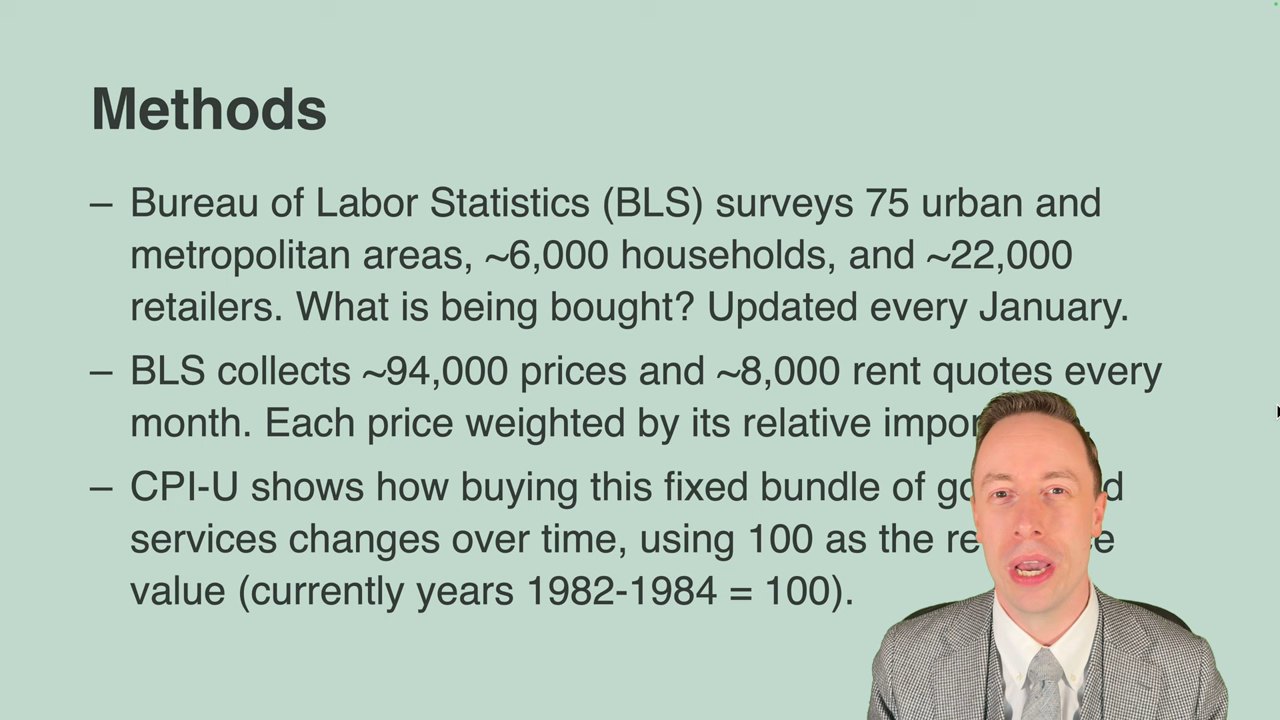 Methods
– Bureau of Labor Statistics (BLS) surveys 75 urban and
metropolitan areas, ~6,000 households, and ~22,000
retailers. What is being bought? Updated every January.
– BLS collects ~94,000 prices and ~8,000 rent quotes every
month. Each price weighted by its relative
– CPI-U shows how buying this fixed bundle of
services changes over time, using 100 as the
value (currently years 1982-1984 = 100).